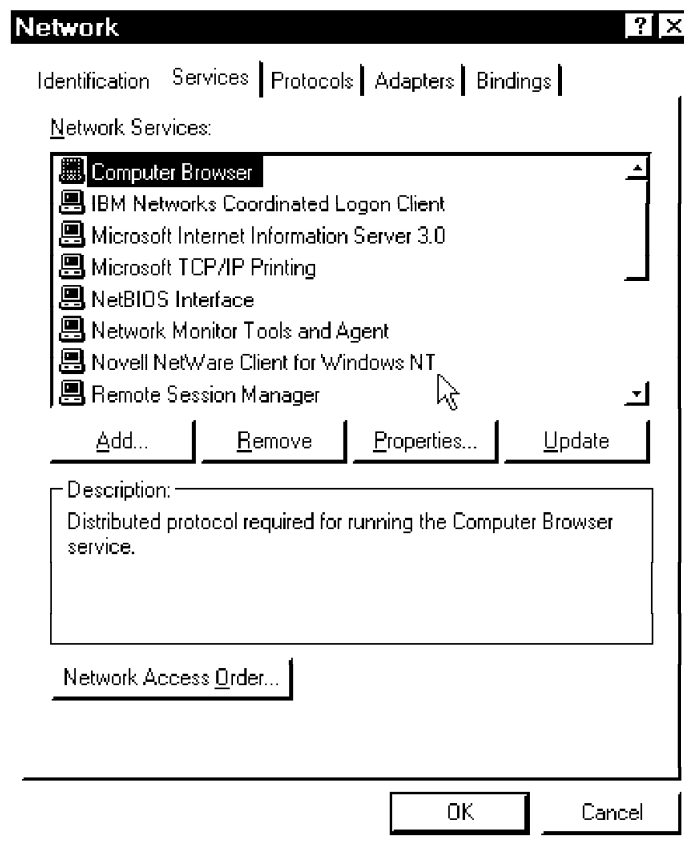 Network
Identification Services Protocols Adapters Bindings
Network Services:
Computer Browser
IBM Networks Coordinated Logon Client
Microsoft Internet Information Server 3.0
Microsoft TCP/IP Printing
NetBIOS Interface
Network Monitor Tools and Agent
Novell NetWare Client for Windows NT
Remote Session Manager
Add... Remove Properties... Update
Description:
Distributed protocol required for running the Computer Browser
service.
Network Access Order...
OK Cancel